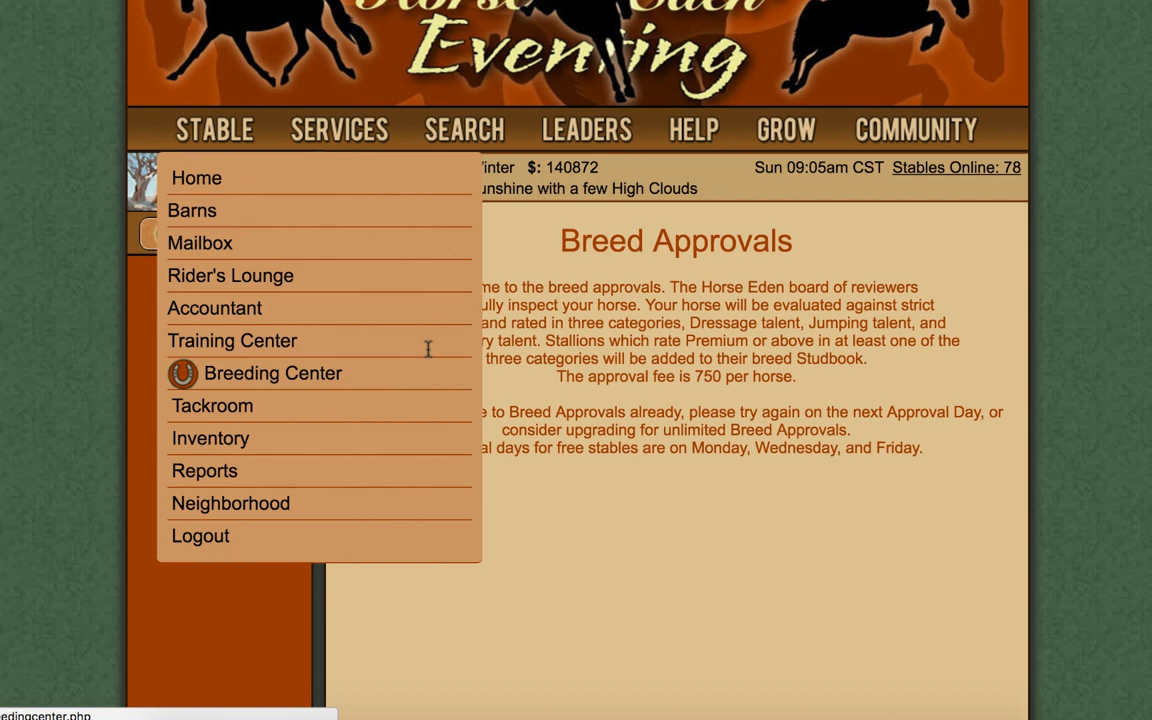 Horse Eden
Eventing
STABLE SERVICES SEARCH LEADERS HELP GROW COMMUNITY
inter $: 140872 Sun 09:05am CST Stables Online: 78
unshine with a few High Clouds
Home
Barns
Mailbox
Rider's Lounge
Accountant
Training Center
Breeding Center
Tackroom
Inventory
Reports
Neighborhood
Logout
Breed Approvals
me to the breed approvals. The Horse Eden board of reviewers
ully inspect your horse. Your horse will be evaluated against strict
and rated in three categories, Dressage talent, Jumping talent, and
ry talent. Stallions which rate Premium or above in at least one of the
three categories will be added to their breed Studbook.
The approval fee is 750 per horse.
e to Breed Approvals already, please try again on the next Approval Day, or
consider upgrading for unlimited Breed Approvals.
al days for free stables are on Monday, Wednesday, and Friday.
edingcenter.php